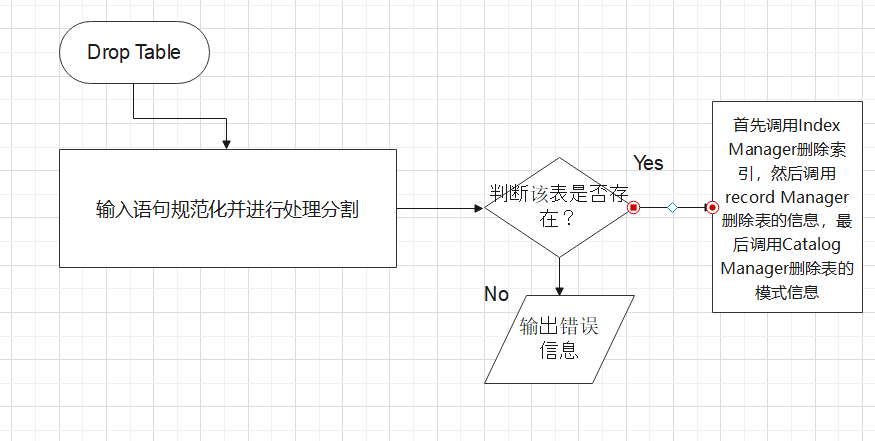 Drop Table
输入语句规范化并进行处理分割
判断该表是否存
在？
Yes
首先调用Index
Manager删除索
引，然后调用
record Manager
删除表的信息，最
后调用Catalog
Manager删除表的
模式信息
No
输出错误
信息